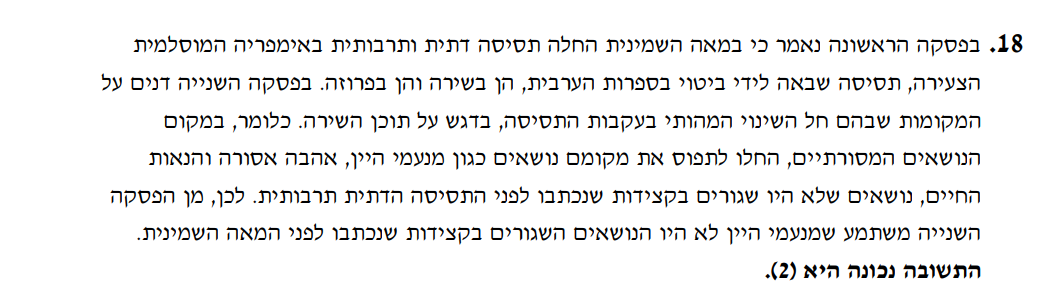 18. בפסקה הראשונה נאמר כי במאה השמינית החלה תסיסה דתית ותרבותית באימפריה המוסלמית
הצעירה, תסיסה שבאה לידי ביטוי בספרות הערבית, הן בשירה והן בפרוזה. בפסקה השנייה דנים על
המקומות שבהם חל השינוי המהותי בעקבות התסיסה, בדגש על תוכן השירה. כלומר, במקום
הנושאים המסורתיים, החלו לתפוס את מקומם נושאים כגון מנעמי היין, אהבה אסורה והנאות
החיים, נושאים שלא היו שגורים בקצידות שנכתבו לפני התסיסה הדתית תרבותית. לכן, מן הפסקה
השנייה משתמע שמנעמי היין לא היו הנושאים השגורים בקצידות שנכתבו לפני המאה השמינית.
התשובה נכונה היא (2).